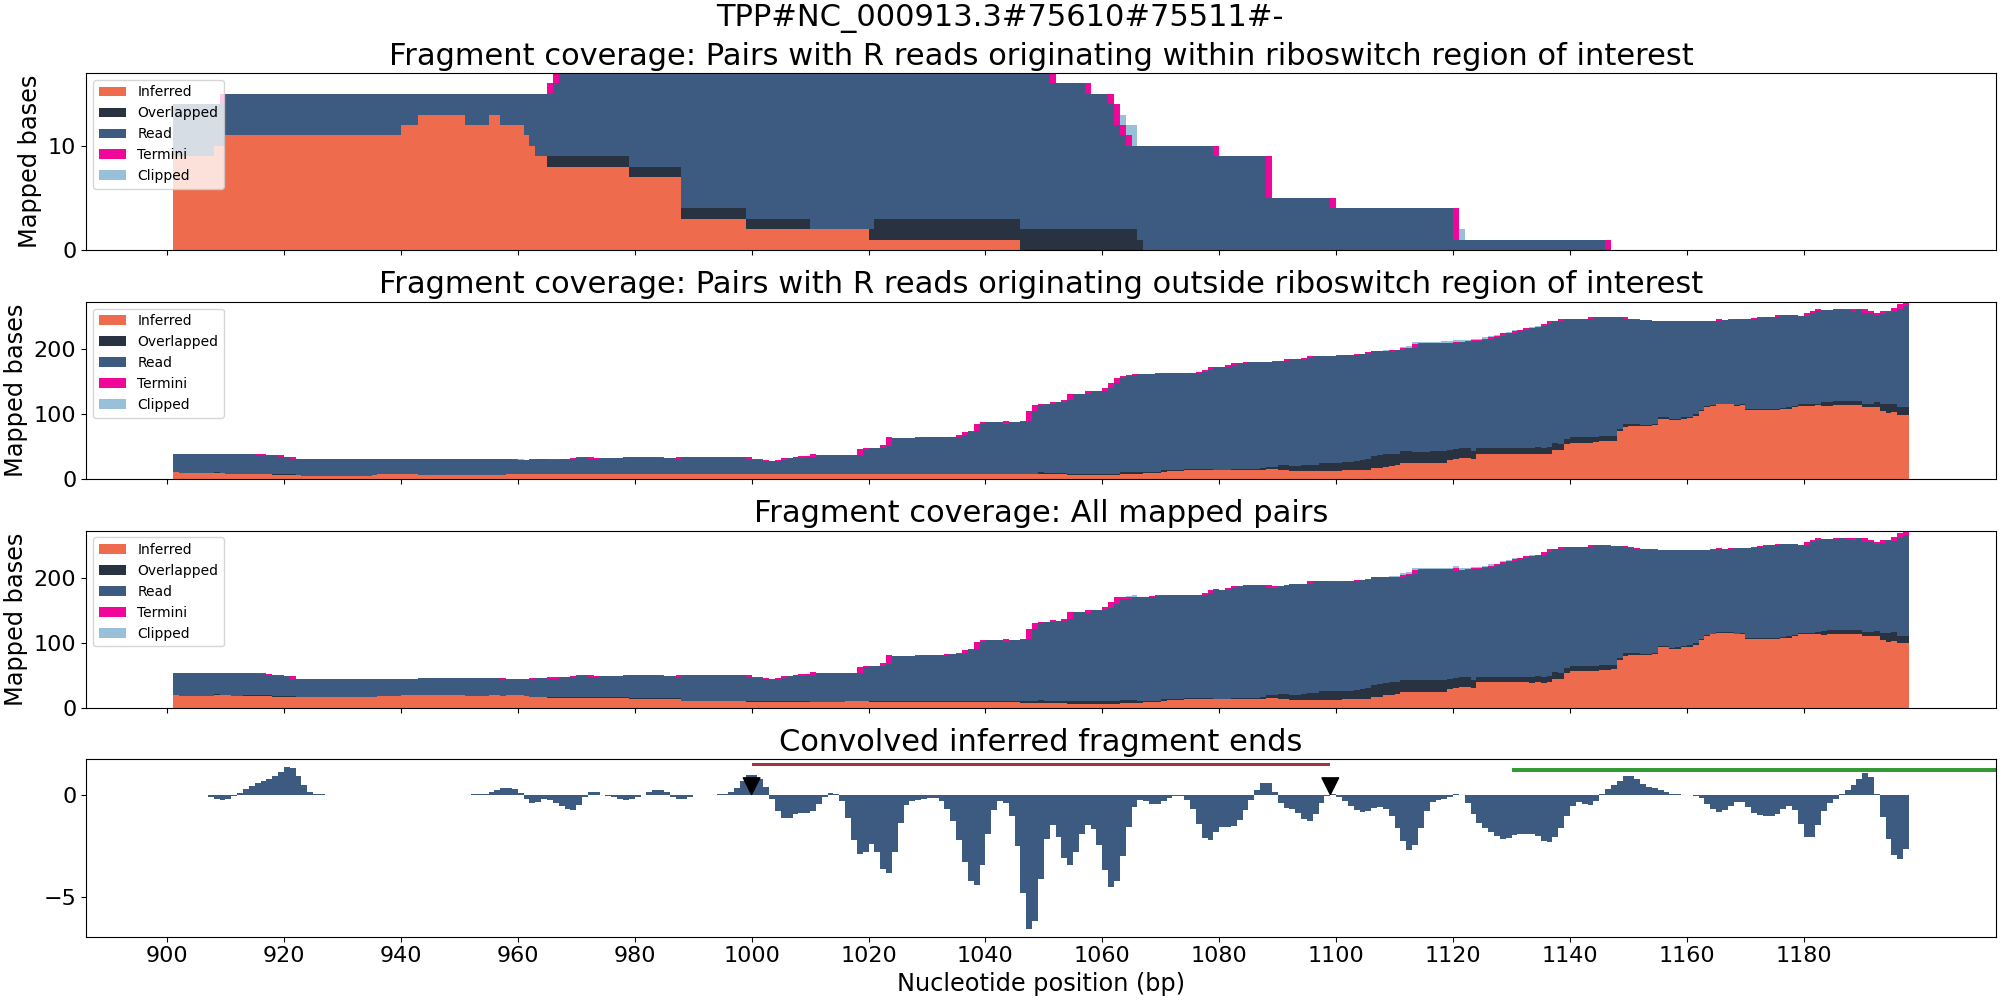 TPP#NC_000913.3#75610#75511#-
Fragment coverage: Pairs with R reads originating within riboswitch region of interest
Mapped bases
10
0
Inferred
Overlapped
Read
Termini
Clipped
Fragment coverage: Pairs with R reads originating outside riboswitch region of interest
Mapped bases
200
100
0
Inferred
Overlapped
Read
Termini
Clipped
Fragment coverage: All mapped pairs
Mapped bases
200
100
0
Inferred
Overlapped
Read
Termini
Clipped
Convolved inferred fragment ends
0
−5
900 920 940 960 980 1000 1020 1040 1060 1080 1100 1120 1140 1160 1180
Nucleotide position (bp)